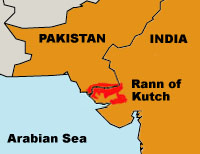 PAKISTAN
INDIA
Rann of
Kutch
Arabian Sea